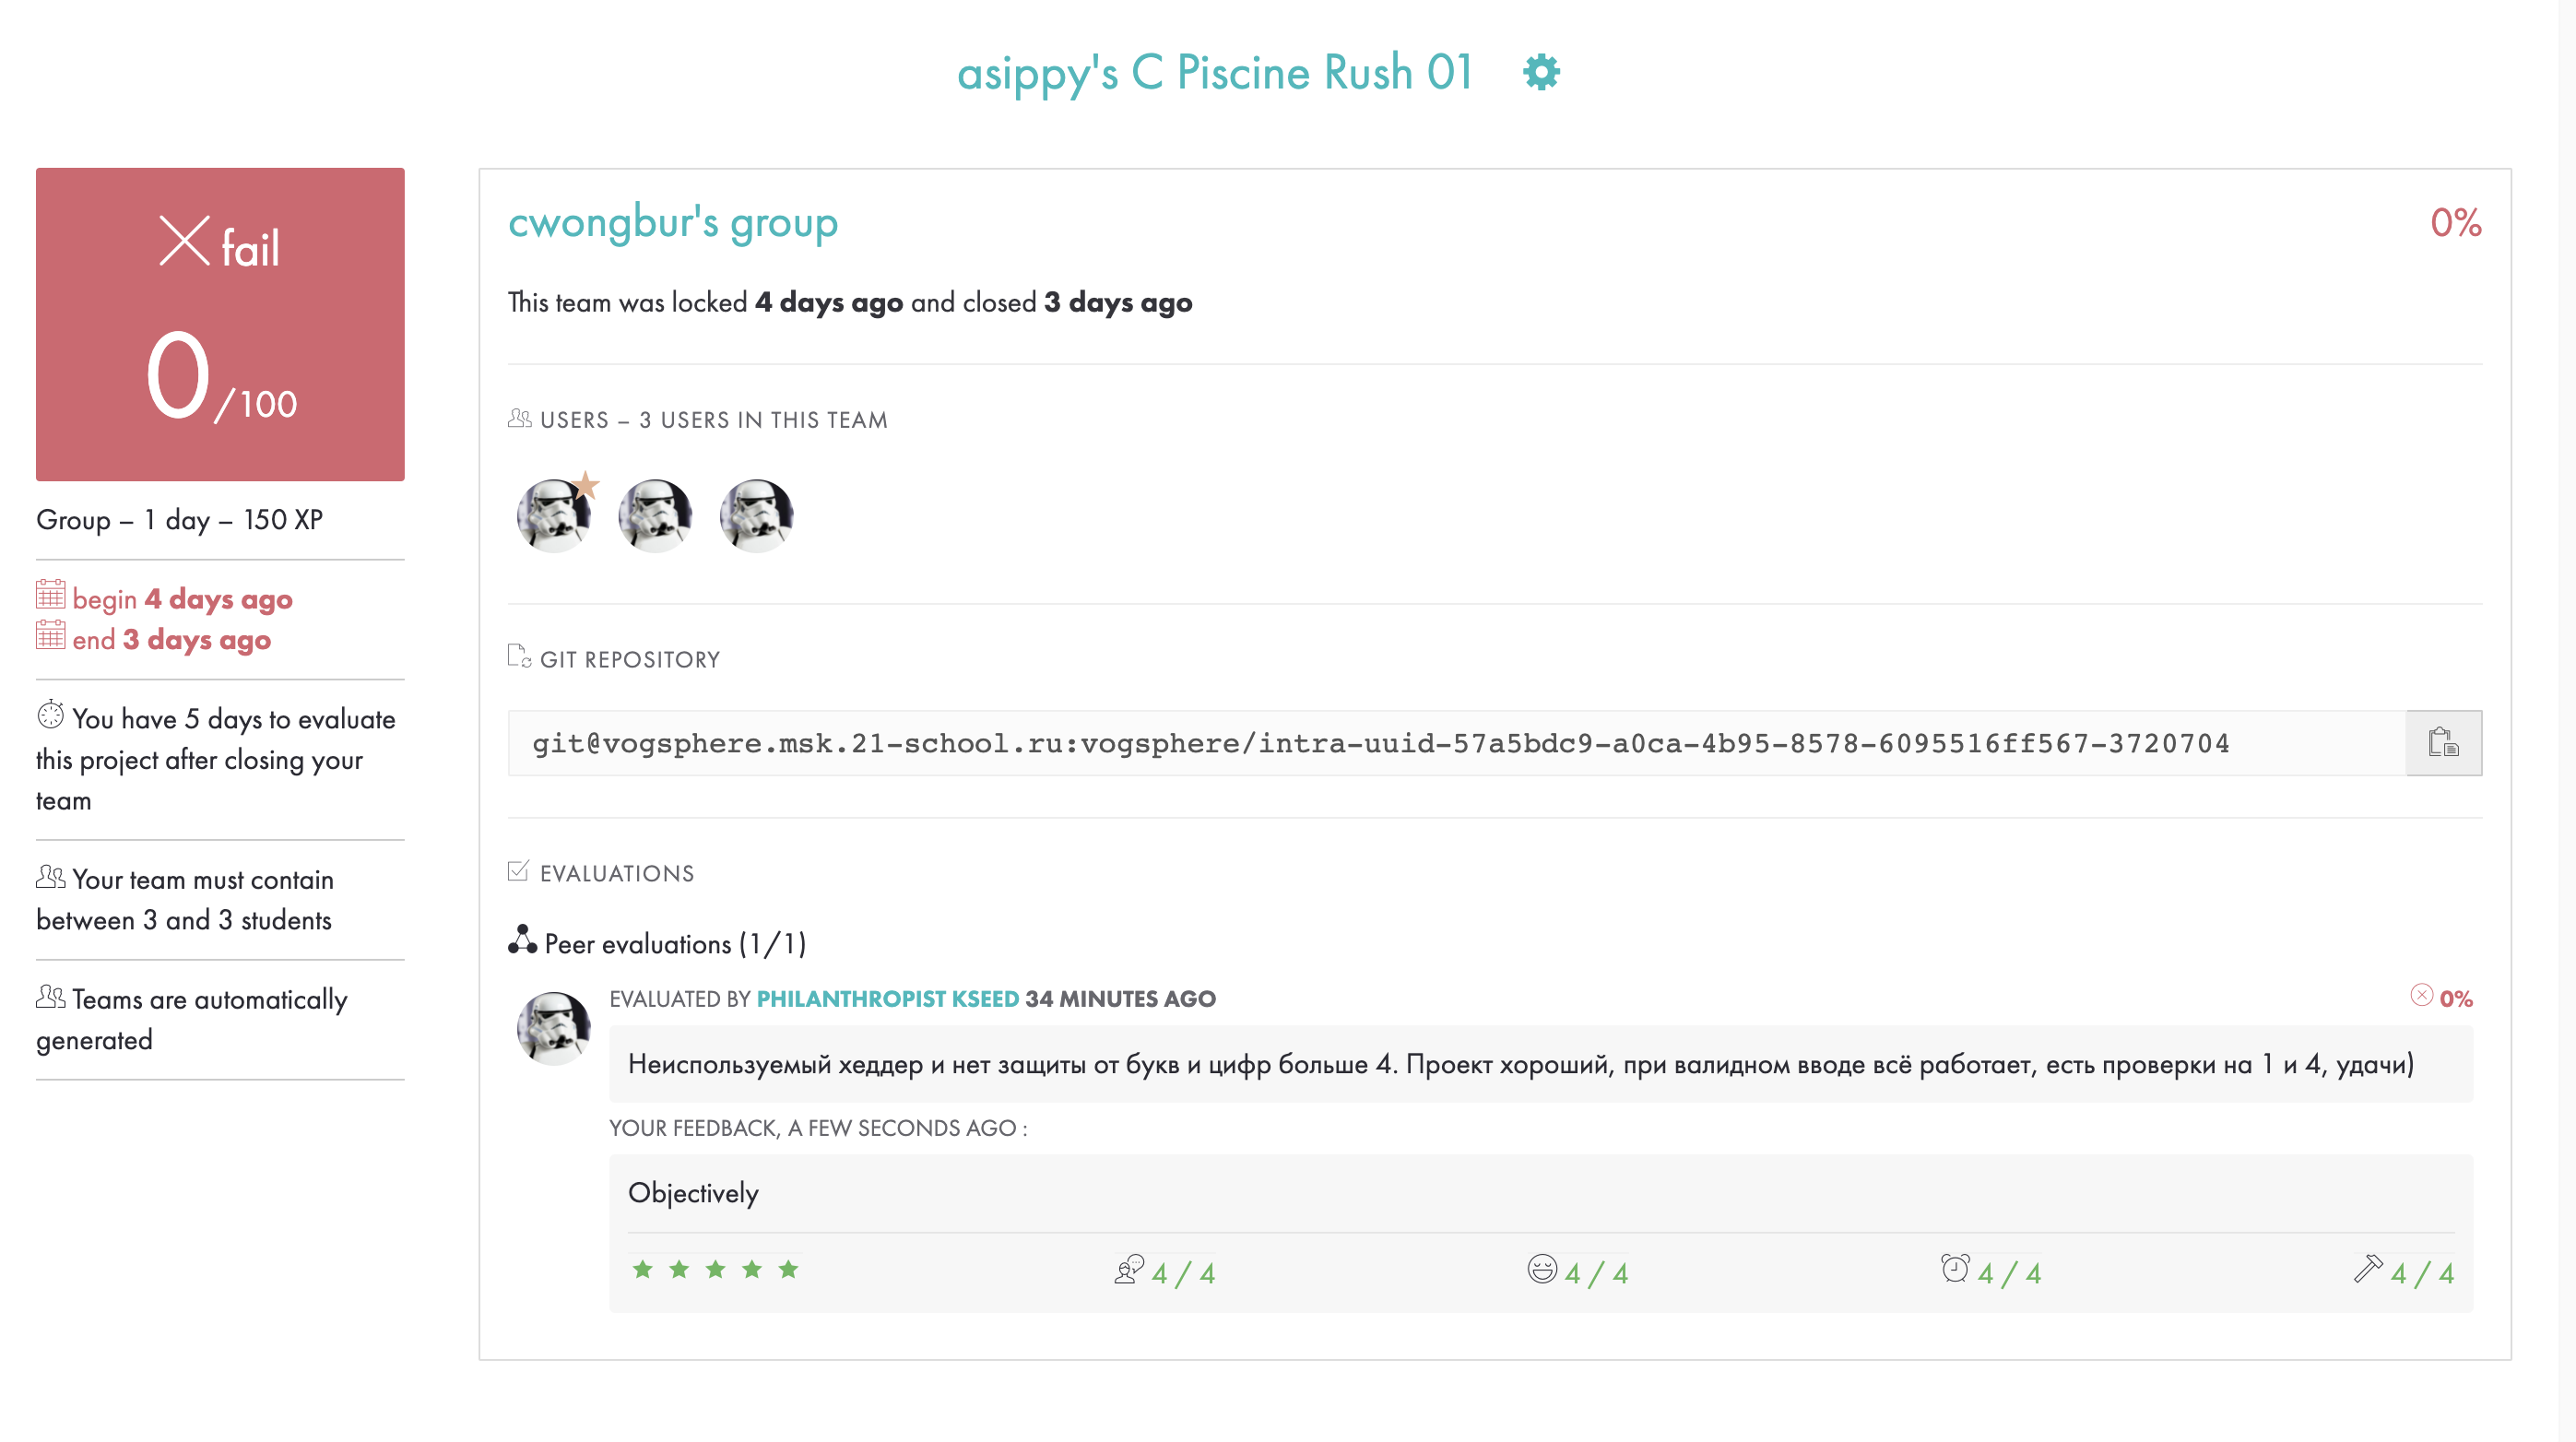 asippy's C Piscine Rush 01
fail
0/100
Group – 1 day – 150 XP
begin 4 days ago
end 3 days ago
You have 5 days to evaluate
this project after closing your
team
Your team must contain
between 3 and 3 students
Teams are automatically
generated
cwongbur's group
0%
This team was locked 4 days ago and closed 3 days ago
USERS – 3 USERS IN THIS TEAM
GIT REPOSITORY
git@vogsphere.msk.21-school.ru:vogsphere/intra-uuid-57a5bdc9-a0ca-4b95-8578-6095516ff567-3720704
EVALUATIONS
Peer evaluations (1/1)
EVALUATED BY PHILANTHROPIST KSEED 34 MINUTES AGO
0%
Неиспользуемый хеддер и нет защиты от букв и цифр больше 4. Проект хороший, при валидном вводе всё работает, есть проверки на 1 и 4, удачи)
YOUR FEEDBACK, A FEW SECONDS AGO :
Objectively
4 / 4 4 / 4 4 / 4 4 / 4